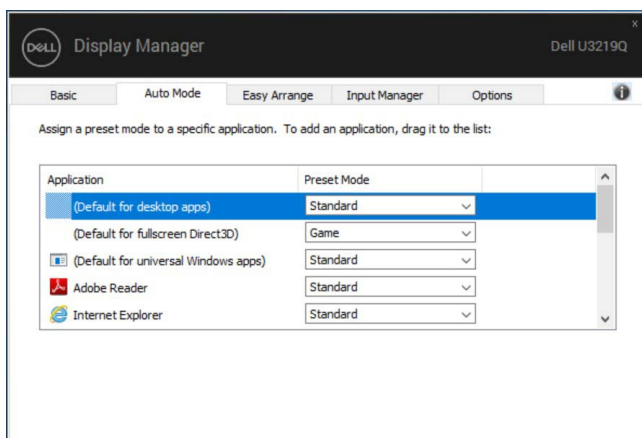 x
DELL Display Manager Dell U3219Q
Basic Auto Mode Easy Arrange Input Manager Options i
Assign a preset mode to a specific application. To add an application, drag it to the list:
Application Preset Mode
(Default for desktop apps) Standard
(Default for fullscreen Direct3D) Game
(Default for universal Windows apps) Standard
Adobe Reader Standard
Internet Explorer Standard